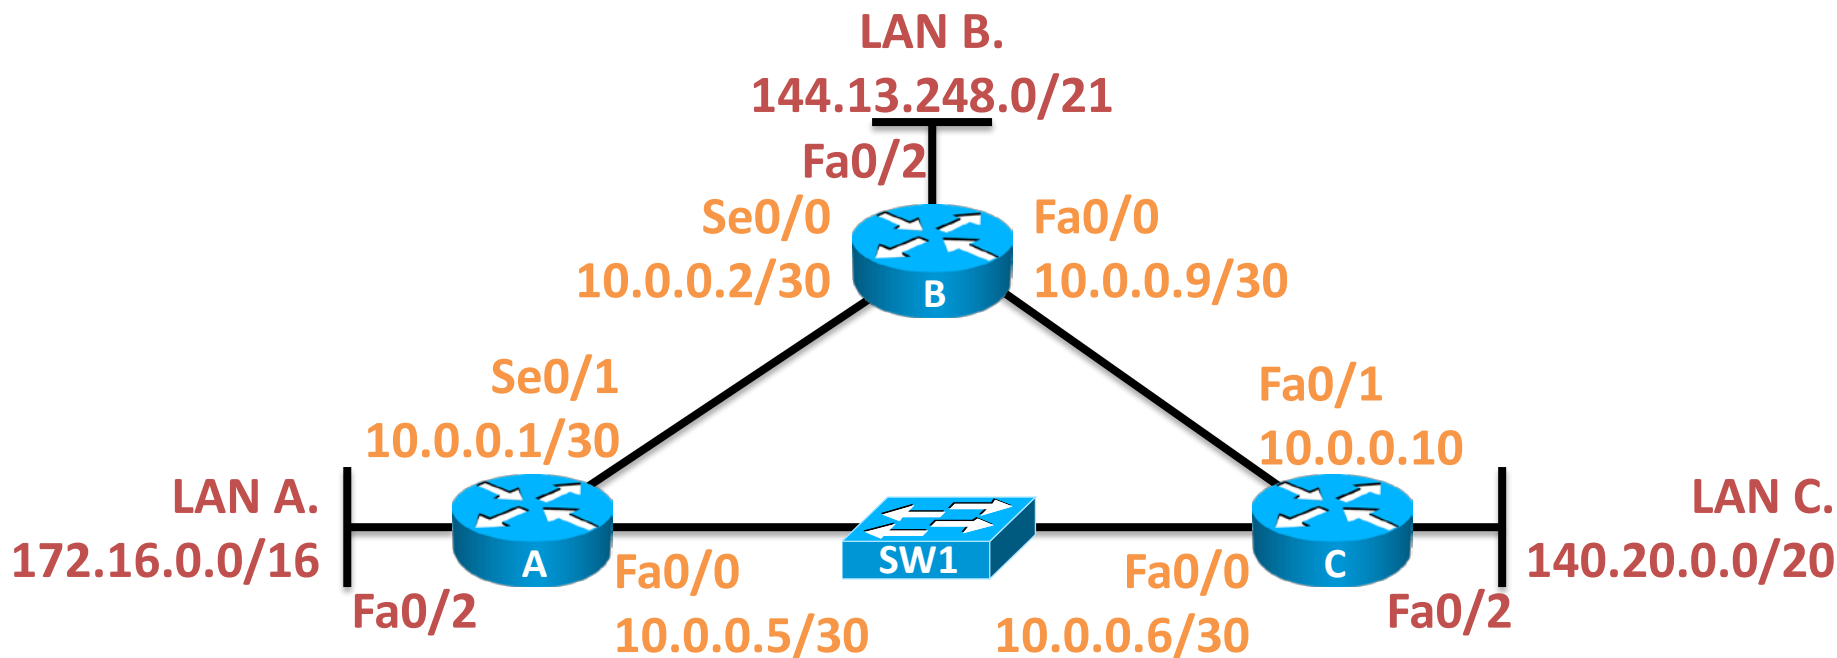 LAN B.
144.13.248.0/21
Fa0/2
Se0/0
10.0.0.2/30
Fa0/0
10.0.0.9/30
B
Se0/1
10.0.0.1/30
Fa0/1
10.0.0.10
LAN A.
172.16.0.0/16
Fa0/2
A
Fa0/0
10.0.0.5/30
SW1
Fa0/0
10.0.0.6/30
C
LAN C.
140.20.0.0/20
Fa0/2